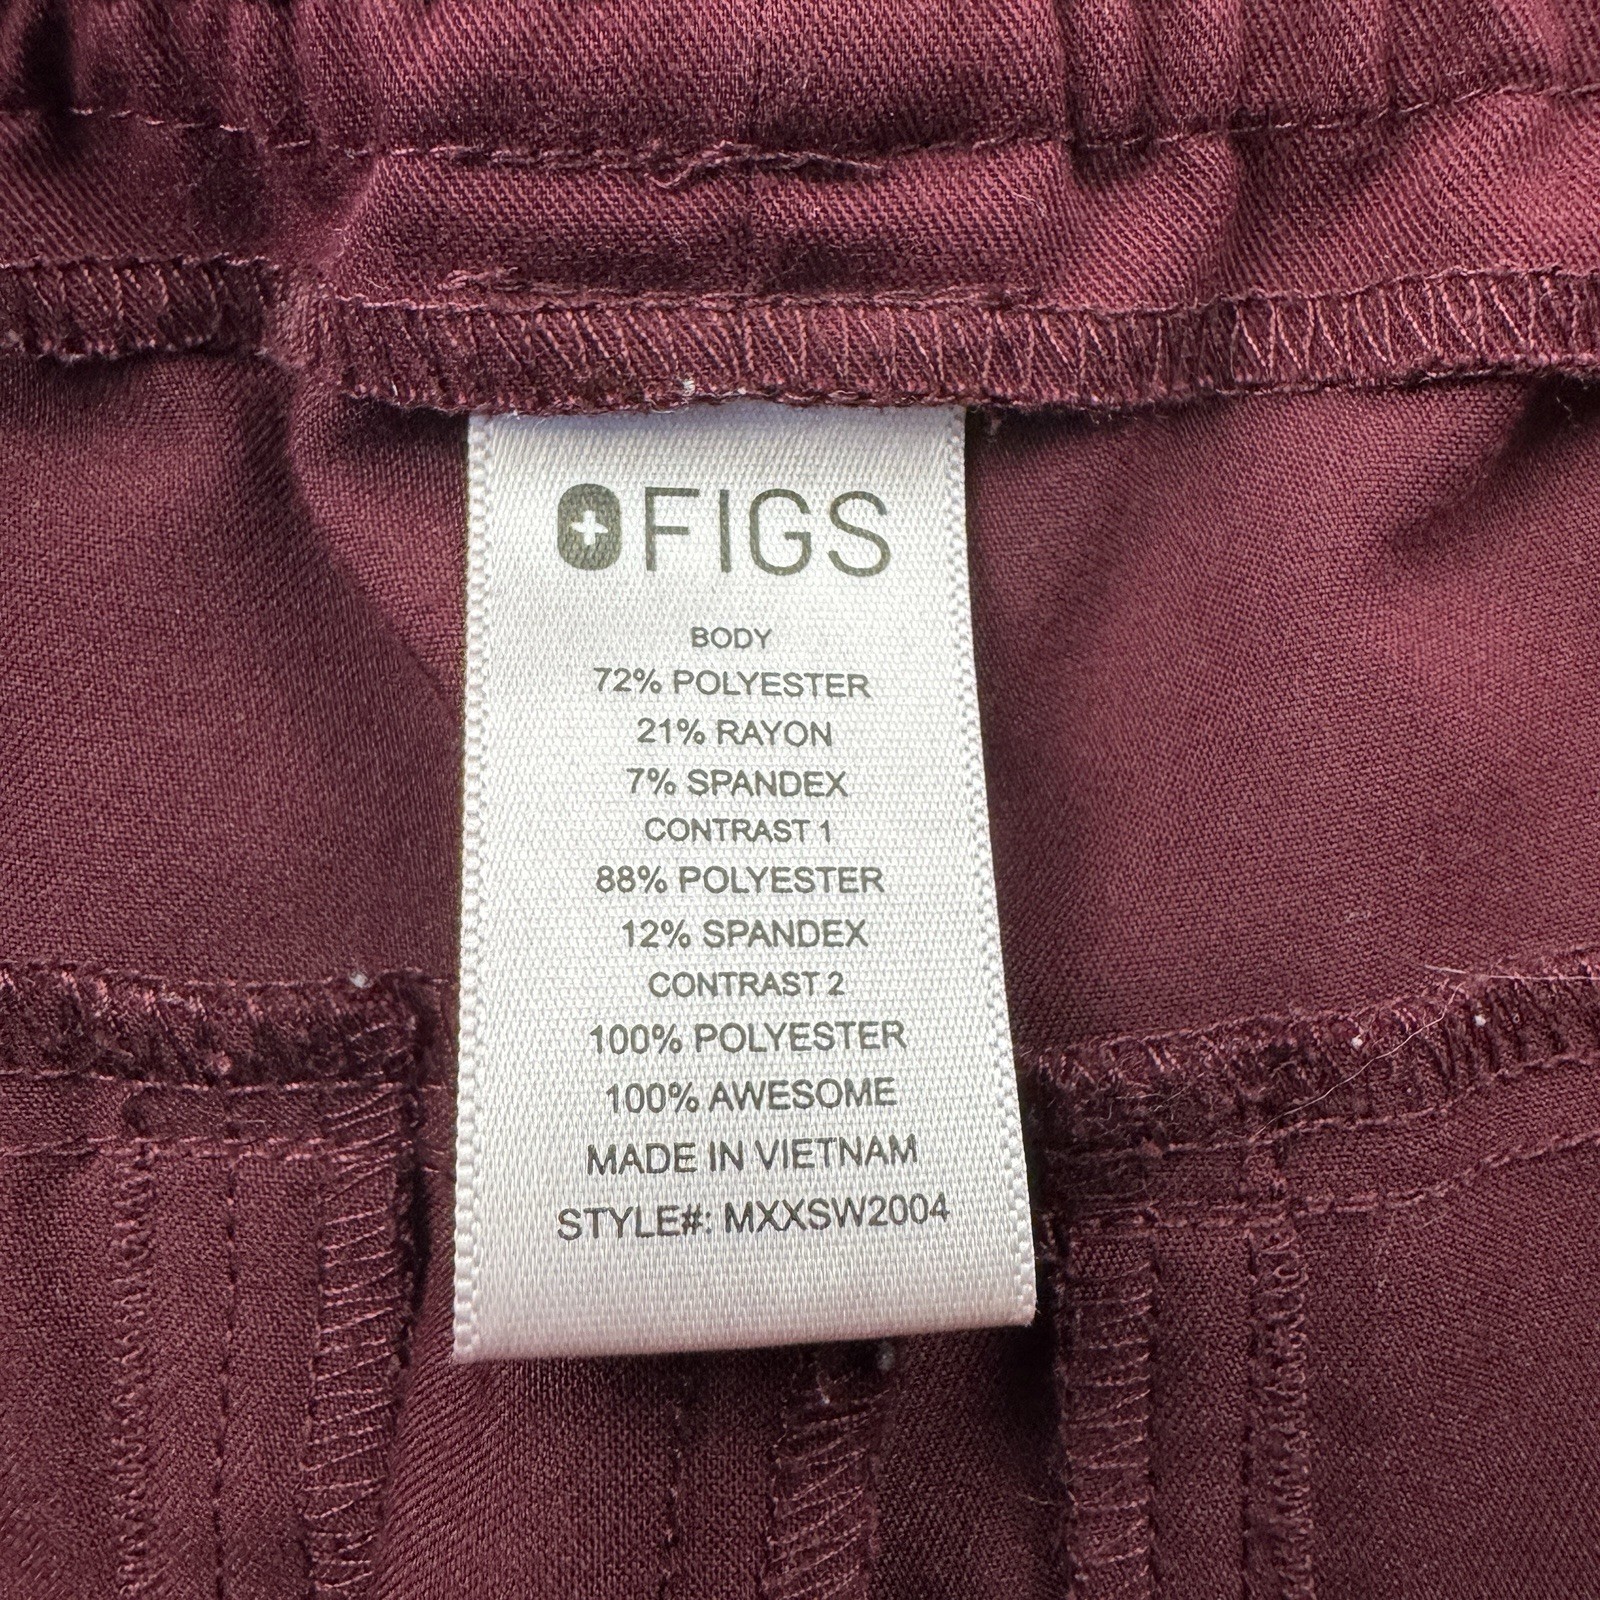 FIGS
BODY
72% POLYESTER
21% RAYON
7% SPANDEX
CONTRAST 1
88% POLYESTER
12% SPANDEX
CONTRAST 2
100% POLYESTER
100% AWESOME
MADE IN VIETNAM
STYLE#: MXXSW2004